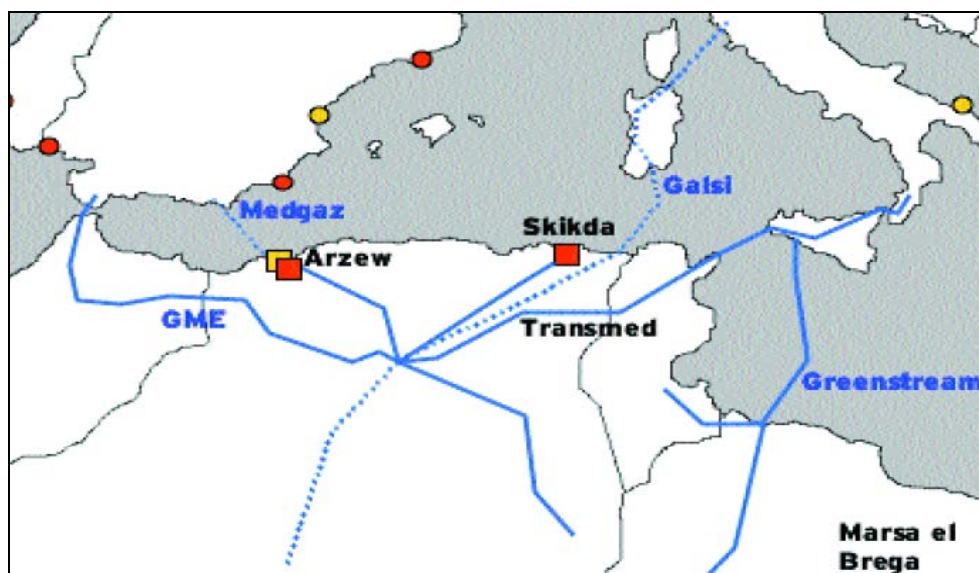 Medgaz
Galsi
Skikda
Arzew
GME
Transmed
Greenstream
Marsa el
Brega